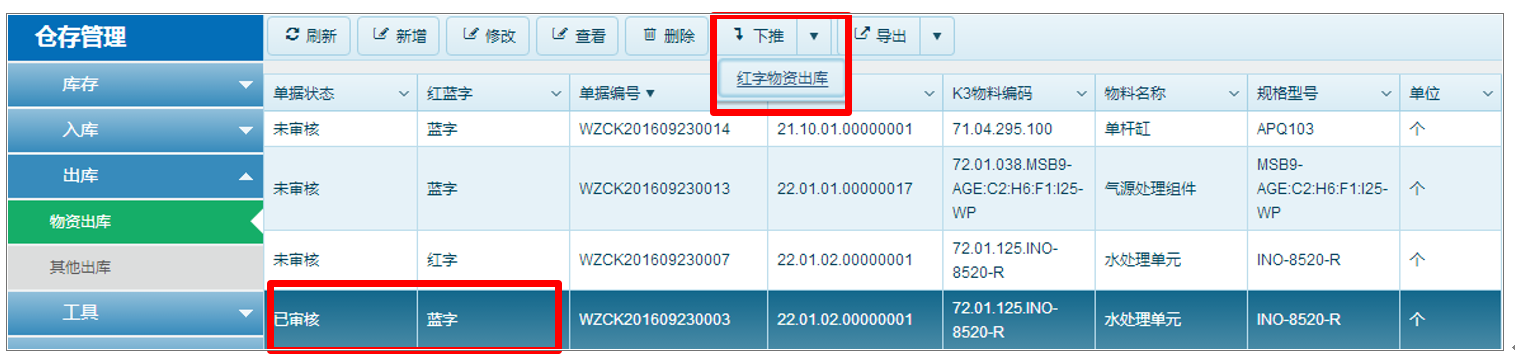 仓存管理
库存
入库
出库
物资出库
其他出库
工具
刷新 新增 修改 查看 删除 下推 导出
红字物资出库
单据状态 红蓝字 单据编号 K3物料编码 物料名称 规格型号 单位
未审核 蓝字 WZCK201609230014 21.10.01.00000001 71.04.295.100 单杆缸 APQ103 个
未审核 蓝字 WZCK201609230013 22.01.01.00000017 72.01.038.MSB9-
AGE:C2:H6:F1:I25-
WP 气源处理组件 MSB9-
AGE:C2:H6:F1:I25-
WP 个
未审核 红字 WZCK201609230007 22.01.02.00000001 72.01.125.INO-
8520-R 水处理单元 INO-8520-R 个
已审核 蓝字 WZCK201609230003 22.01.02.00000001 72.01.125.INO-
8520-R 水处理单元 INO-8520-R 个